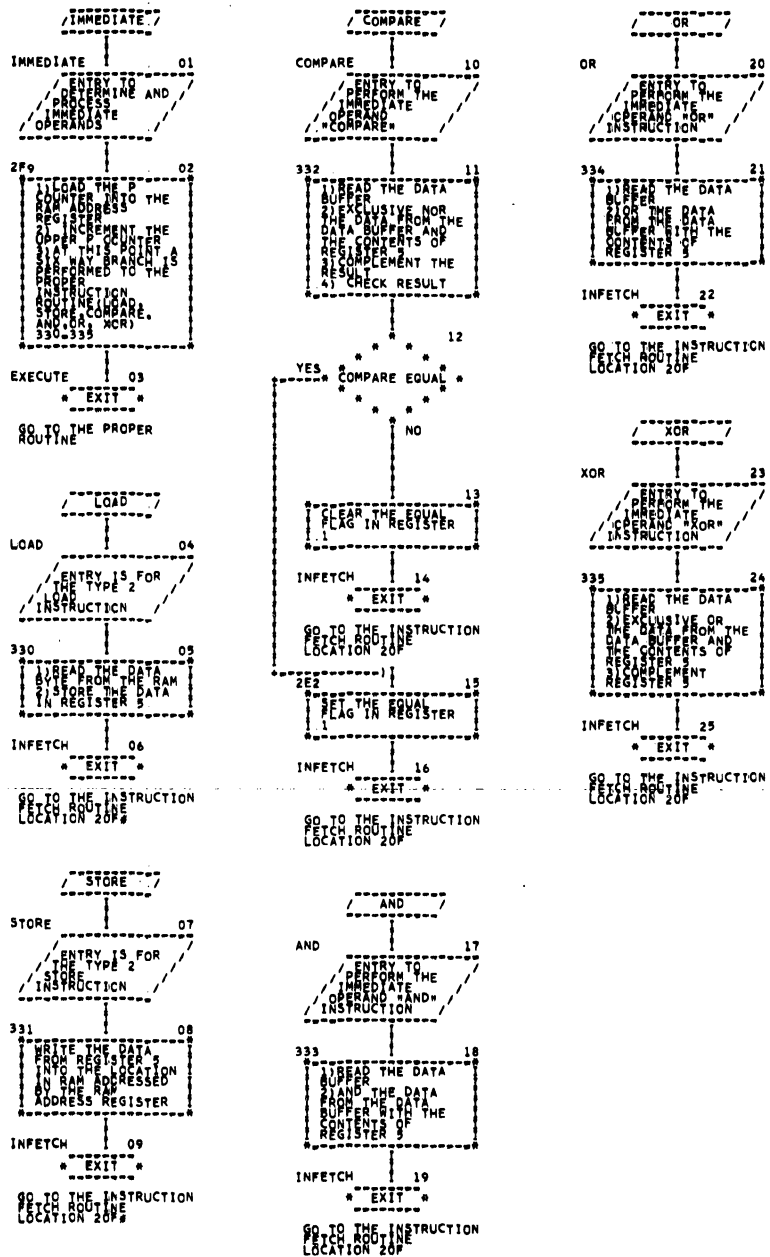 IMMEDIATE
IMMEDIATE 01
ENTRY TO
DETERMINE AND
PROCESS
IMMEDIATE
OPERANDS
2F9 02
1)LOAD THE P
COUNTER INTO THE
RAM ADDRESS
REGISTER
2) INCREMENT THE
UPPER P COUNTER
3)AT THIS POINT A
SIX WAY BRANCH IS
PERFORMED TO THE
PROPER
INSTRUCTION
ROUTINE(LOAD,
STORE,COMPARE,
AND,OR, XOR)
330-335
EXECUTE 03
* EXIT *
GO TO THE PROPER
ROUTINE
LOAD
LOAD 04
ENTRY IS FOR
THE TYPE 2
LOAD
INSTRUCTION
330 05
1)READ THE DATA
BYTE FROM THE RAM
2)STORE THE DATA
IN REGISTER 5
INFETCH 06
* EXIT *
GO TO THE INSTRUCTION
FETCH ROUTINE
LOCATION 20F#
STORE
STORE 07
ENTRY IS FOR
THE TYPE 2
STORE
INSTRUCTION
331 08
WRITE THE DATA
FROM REGISTER 5
INTO THE LOCATION
IN RAM ADDRESSED
BY THE RAM
ADDRESS REGISTER
INFETCH 09
* EXIT *
GO TO THE INSTRUCTION
FETCH ROUTINE
LOCATION 20F#
COMPARE
COMPARE 10
ENTRY TO
PERFORM THE
IMMEDIATE
OPERAND
"COMPARE"
332 11
1)READ THE DATA
BUFFER
2)EXCLUSIVE NOR
THE DATA FROM THE
DATA BUFFER AND
THE CONTENTS OF
REGISTER 5
3)COMPLEMENT THE
RESULT
4) CHECK RESULT
12
YES
COMPARE EQUAL
NO
13
CLEAR THE EQUAL
FLAG IN REGISTER
1
INFETCH 14
* EXIT *
GO TO THE INSTRUCTION
FETCH ROUTINE
LOCATION 20F
2E2 15
SET THE EQUAL
FLAG IN REGISTER
1
INFETCH 16
* EXIT *
GO TO THE INSTRUCTION
FETCH ROUTINE
LOCATION 20F
AND
AND 17
ENTRY TO
PERFORM THE
IMMEDIATE
OPERAND "AND"
INSTRUCTION
333 18
1)READ THE DATA
BUFFER
2)AND THE DATA
FROM THE DATA
BUFFER WITH THE
CONTENTS OF
REGISTER 5
INFETCH 19
* EXIT *
GO TO THE INSTRUCTION
FETCH ROUTINE
LOCATION 20F
OR
OR 20
ENTRY TO
PERFORM THE
IMMEDIATE
OPERAND "OR"
INSTRUCTION
334 21
1)READ THE DATA
BUFFER
2)OR THE DATA
FROM THE DATA
BUFFER WITH THE
CONTENTS OF
REGISTER 5
INFETCH 22
* EXIT *
GO TO THE INSTRUCTION
FETCH ROUTINE
LOCATION 20F
XOR
XOR 23
ENTRY TO
PERFORM THE
IMMEDIATE
OPERAND "XOR"
INSTRUCTION
335 24
1)READ THE DATA
BUFFER
2)EXCLUSIVE OR
THE DATA FROM THE
DATA BUFFER AND
THE CONTENTS OF
REGISTER 5
3)COMPLEMENT
REGISTER 5
INFETCH 25
* EXIT *
GO TO THE INSTRUCTION
FETCH ROUTINE
LOCATION 20F